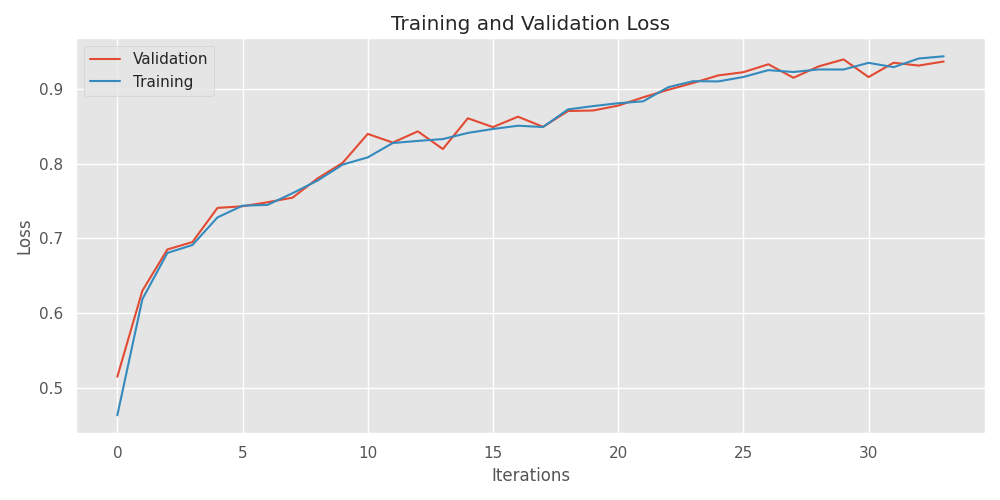 Training and Validation Loss
Validation
Training
Loss
0.9
0.8
0.7
0.6
0.5
0 5 10 15 20 25 30
Iterations